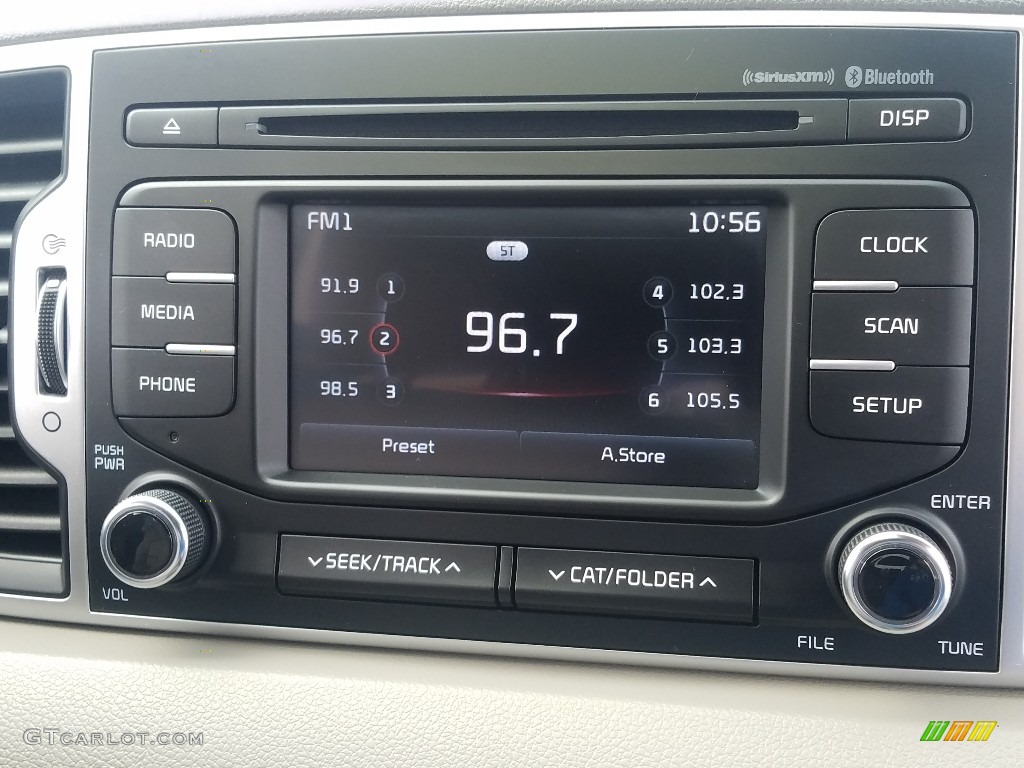 SiriusXM Bluetooth
DISP
RADIO
MEDIA
PHONE
FM1 10:56
ST
91.9 1
96.7 2
98.5 3
96.7
4 102.3
5 103.3
6 105.5
Preset A.Store
CLOCK
SCAN
SETUP
PUSH
PWR
VOL
SEEK/TRACK
CAT/FOLDER
ENTER
FILE
TUNE
GTCARLOT.COM